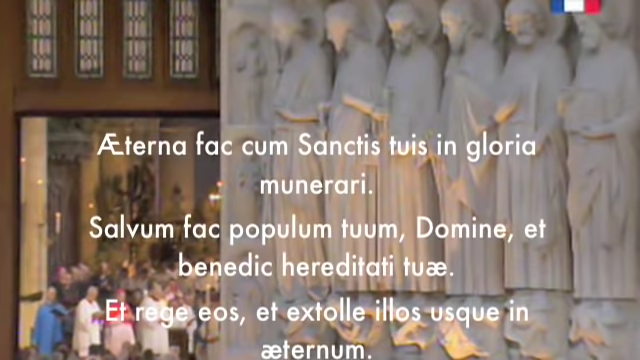 Æterna fac cum Sanctis tuis in gloria
munerari.
Salvum fac populum tuum, Domine, et
benedic hereditati tuæ.
Et rege eos, et extolle illos usque in
æternum.